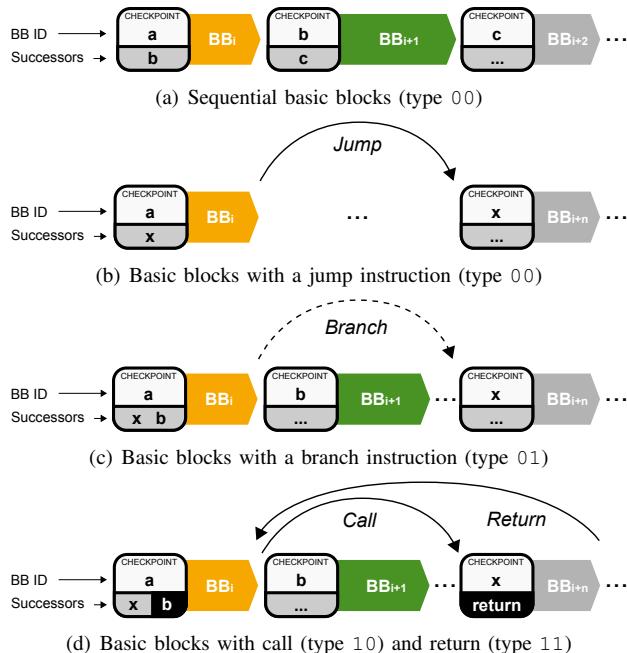 CHECKPOINT CHECKPOINT CHECKPOINT
BB ID a b c
BBi BBi+1 BBi+2 ...
Successors b c ...
(a) Sequential basic blocks (type 00)
Jump
CHECKPOINT CHECKPOINT
BB ID a x
BBi ... BBi+n ...
Successors x ...
(b) Basic blocks with a jump instruction (type 00)
Branch
CHECKPOINT CHECKPOINT CHECKPOINT
BB ID a b x
BBi BBi+1 ... BBi+n ...
Successors x b ... ...
(c) Basic blocks with a branch instruction (type 01)
Call Return
CHECKPOINT CHECKPOINT CHECKPOINT
BB ID a b x
BBi BBi+1 ... BBi+n ...
Successors x b ... return
(d) Basic blocks with call (type 10) and return (type 11)